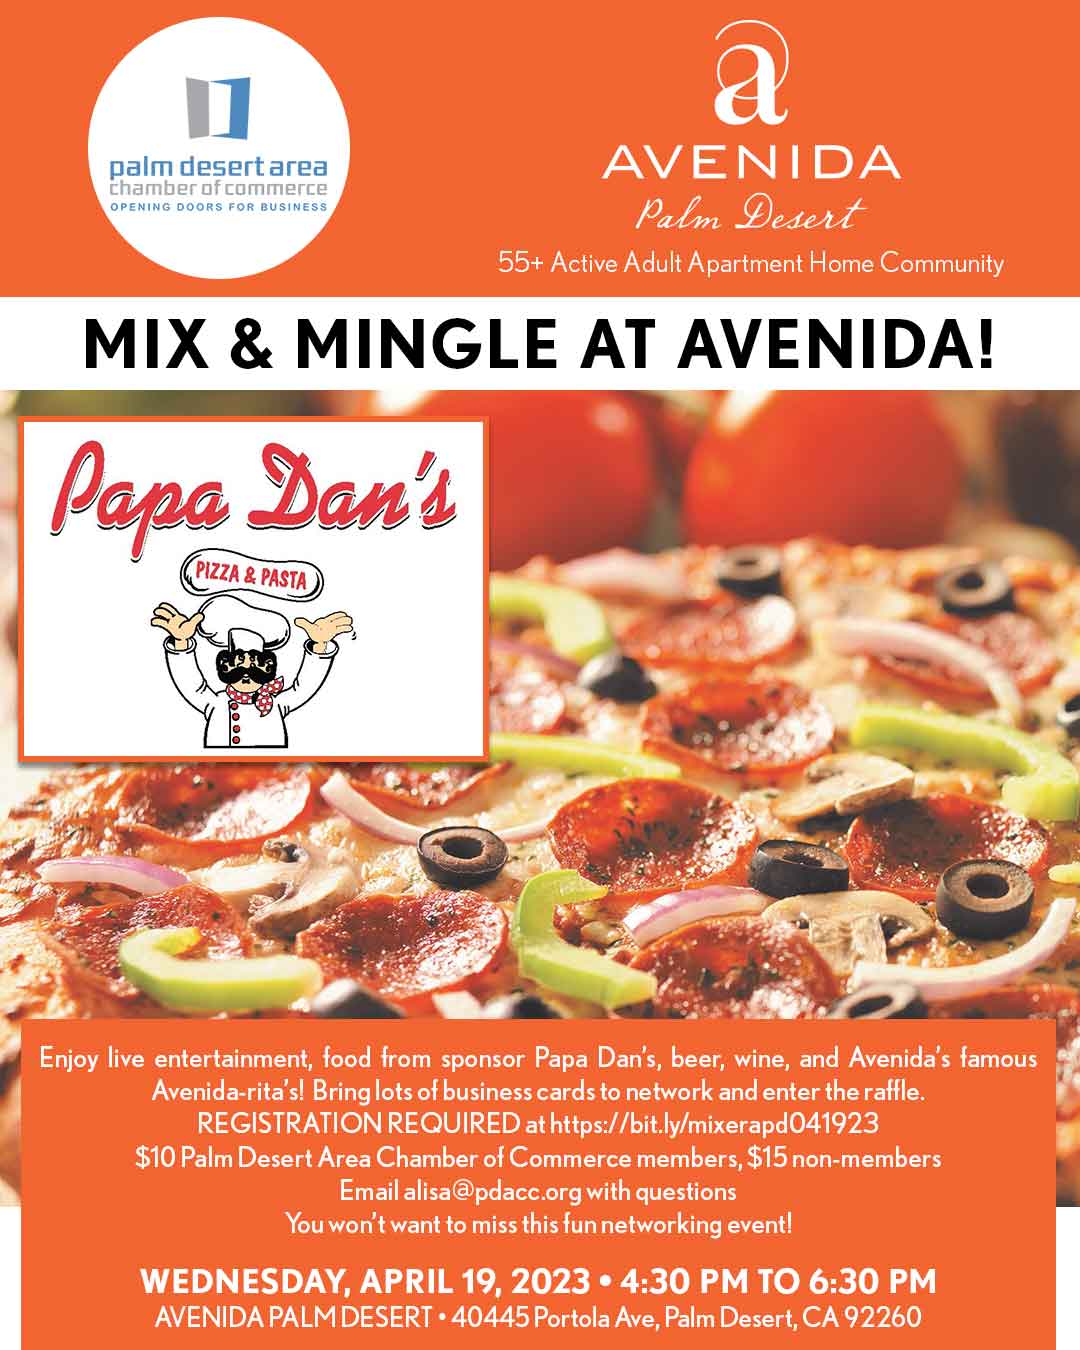 palm desert area
chamber of commerce
OPENING DOORS FOR BUSINESS
a
AVENIDA
Palm Desert
55+ Active Adult Apartment Home Community
MIX & MINGLE AT AVENIDA!
Papa Dan's
PIZZA & PASTA
Enjoy live entertainment, food from sponsor Papa Dan's, beer, wine, and Avenida's famous
Avenida-rita's! Bring lots of business cards to network and enter the raffle.
REGISTRATION REQUIRED at https://bit.ly/mixerapd041923
$10 Palm Desert Area Chamber of Commerce members, $15 non-members
Email alisa@pdacc.org with questions
You won't want to miss this fun networking event!
WEDNESDAY, APRIL 19, 2023 • 4:30 PM TO 6:30 PM
AVENIDA PALM DESERT • 40445 Portola Ave, Palm Desert, CA 92260